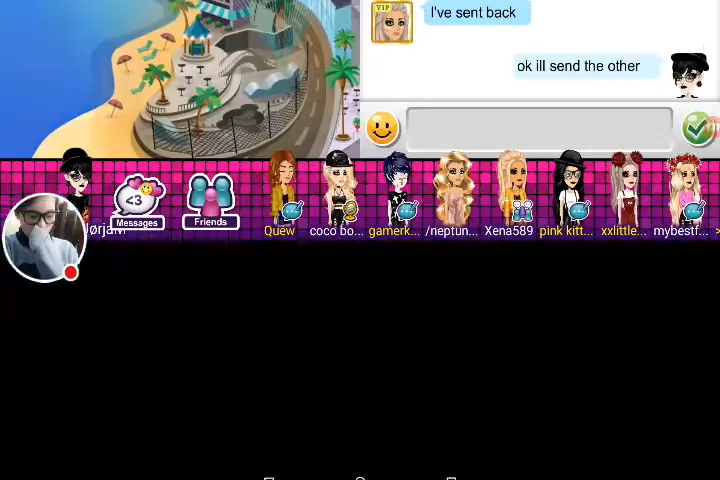 VIP
I've sent back
ok ill send the other
<3
Messages
Friends
Quew
coco bo...
gamerk...
/neptun...
Xena589
pink kitt...
xxlittle...
mybestf...
>